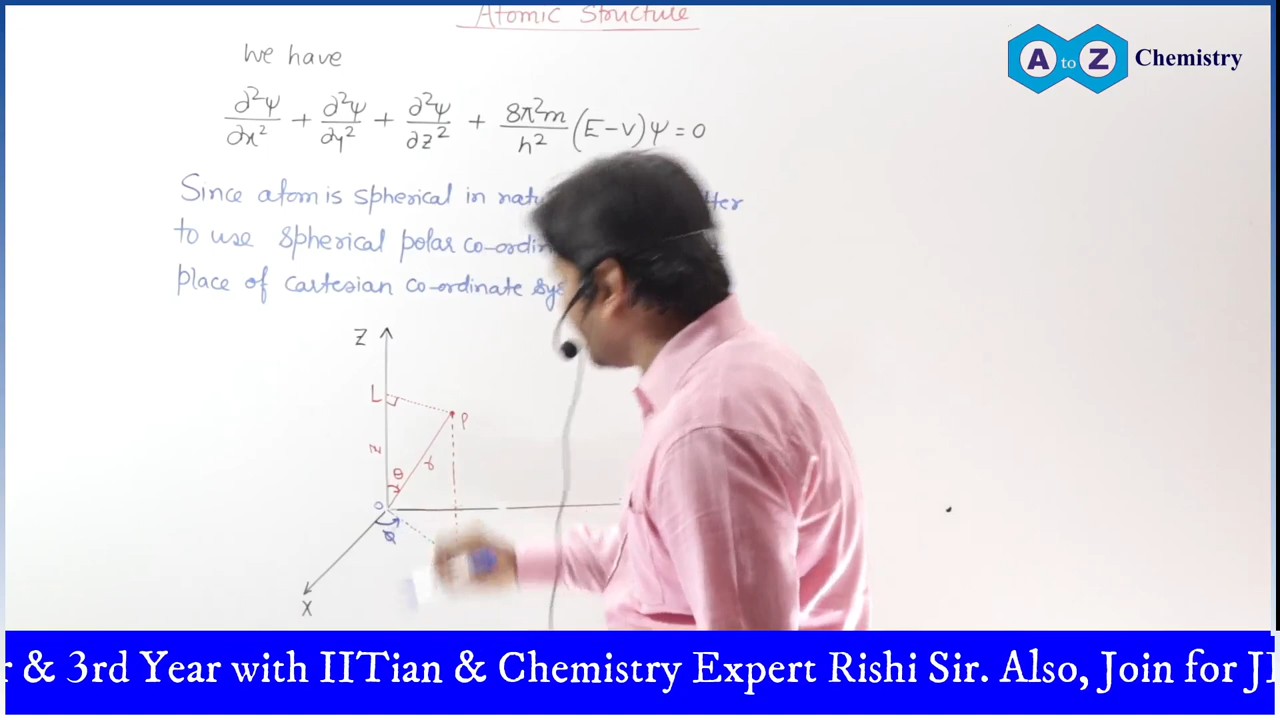 Atomic Structure
A to Z Chemistry
We have
∂²ψ/∂x² + ∂²ψ/∂y² + ∂²ψ/∂z² + 8π²m/h² (E-V)ψ = 0
Since atom is spherical in
to use spherical polar
place of cartesian co-ordinate
Z
L
P
z
θ
r
O
φ
X
& 3rd Year with IITian & Chemistry Expert Rishi Sir. Also, Join for